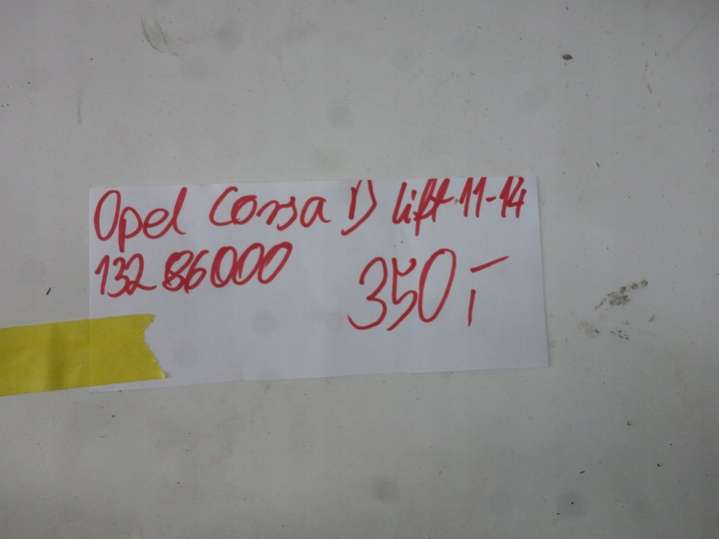 Opel Corsa D lift 11-14
13286000
350,-